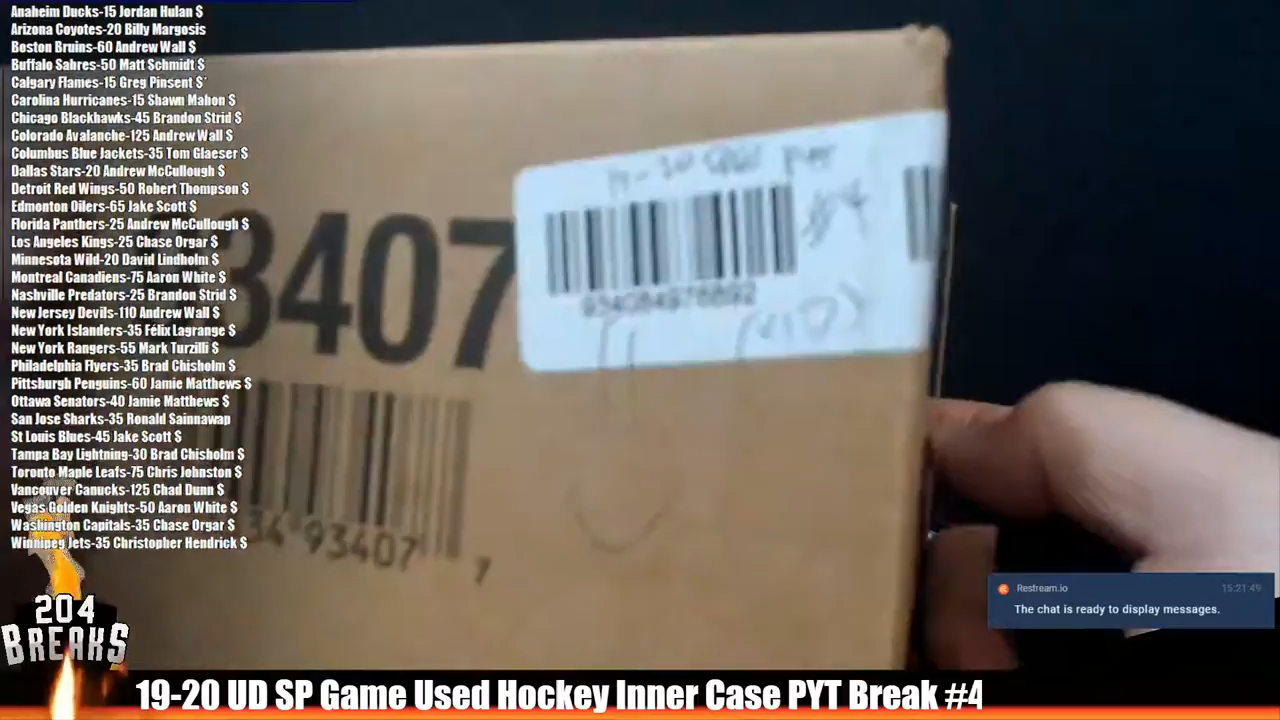 Anaheim Ducks-15 Jordan Hulan $
Arizona Coyotes-20 Billy Margosis
Boston Bruins-60 Andrew Wall $
Buffalo Sabres-50 Matt Schmidt $
Calgary Flames-15 Greg Pinsent $
Carolina Hurricanes-15 Shawn Mahon $
Chicago Blackhawks-45 Brandon Strid $
Colorado Avalanche-125 Andrew Wall $
Columbus Blue Jackets-35 Tom Glaeser $
Dallas Stars-20 Andrew McCullough $
Detroit Red Wings-50 Robert Thompson $
Edmonton Oilers-65 Jake Scott $
Florida Panthers-25 Andrew McCullough $
Los Angeles Kings-25 Chase Orgar $
Minnesota Wild-20 David Lindholm $
Montreal Canadiens-75 Aaron White $
Nashville Predators-25 Brandon Strid $
New Jersey Devils-110 Andrew Wall $
New York Islanders-35 Félix Lagrange $
New York Rangers-55 Mark Turzilli $
Philadelphia Flyers-35 Brad Chisholm $
Pittsburgh Penguins-60 Jamie Matthews $
Ottawa Senators-40 Jamie Matthews $
San Jose Sharks-35 Ronald Sainnawap
St Louis Blues-45 Jake Scott $
Tampa Bay Lightning-30 Brad Chisholm $
Toronto Maple Leafs-75 Chris Johnston $
Vancouver Canucks-125 Chad Dunn $
Vegas Golden Knights-50 Aaron White $
Washington Capitals-35 Chase Orgar $
Winnipeg Jets-35 Christopher Hendrick $
3407
#4
34 93407 7
Restream.io 15:21:49
The chat is ready to display messages.
204
BREAKS
19-20 UD SP Game Used Hockey Inner Case PYT Break #4